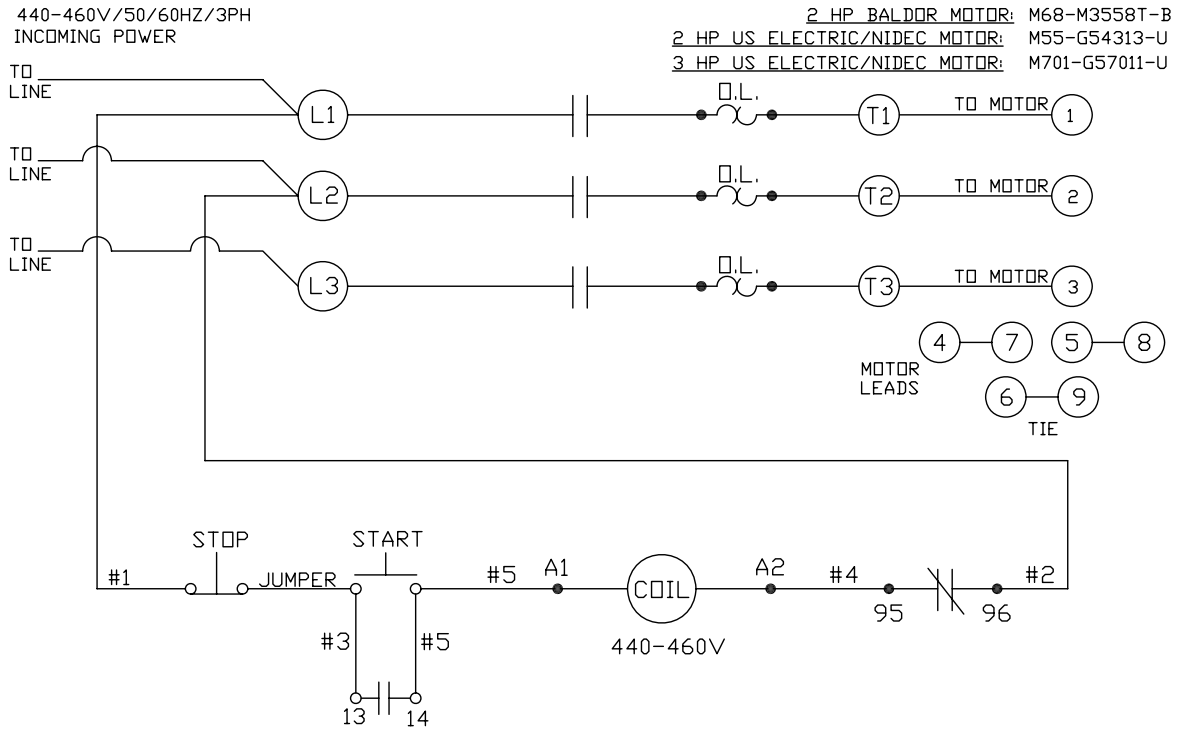 440-460V/50/60HZ/3PH
INCOMING POWER
2 HP BALDOR MOTOR: M68-M3558T-B
2 HP US ELECTRIC/NIDEC MOTOR: M55-G54313-U
3 HP US ELECTRIC/NIDEC MOTOR: M701-G57011-U
TO
LINE
L1
O.L.
T1
TO MOTOR
1
TO
LINE
L2
O.L.
T2
TO MOTOR
2
TO
LINE
L3
O.L.
T3
TO MOTOR
3
4
7
5
8
MOTOR
LEADS
6
9
TIE
STOP
START
#1
JUMPER
#5
A1
COIL
A2
#4
#2
95
96
440-460V
#3
#5
13
14